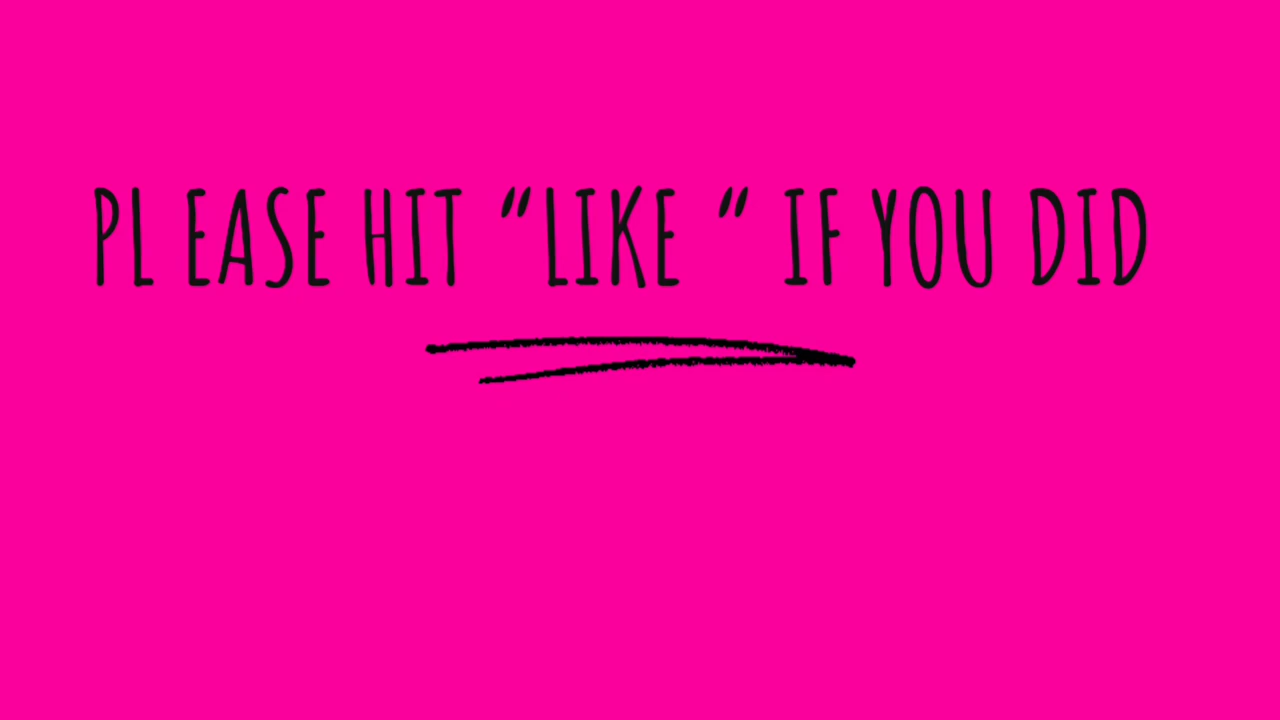 PL EASE HIT “LIKE “ IF YOU DID